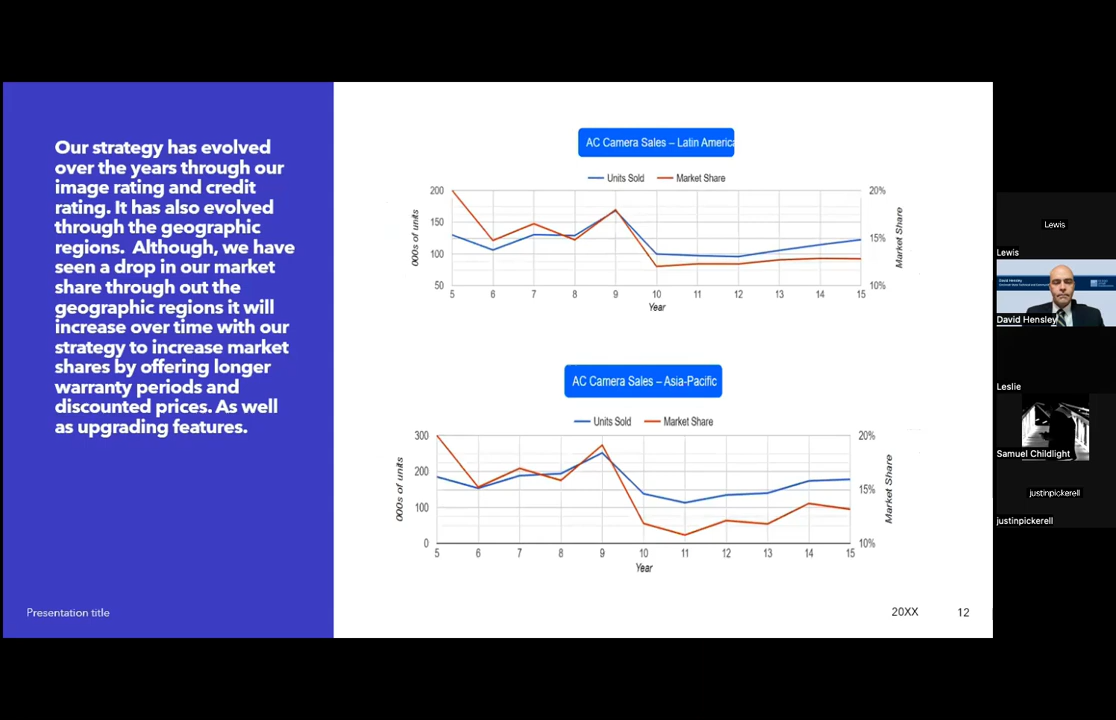 Our strategy has evolved
over the years through our
image rating and credit
rating. It has also evolved
through the geographic
regions.  Although, we have
seen a drop in our market
share through out the
geographic regions it will
increase over time with our
strategy to increase market
shares by offering longer
warranty periods and
discounted prices. As well
as upgrading features.
Presentation title
AC Camera Sales – Latin America
Units Sold Market Share
200 20%
150 15%
100
50 10%
000s of units
Market Share
5 6 7 8 9 10 11 12 13 14 15
Year
AC Camera Sales – Asia-Pacific
Units Sold Market Share
300 20%
200 15%
100
0 10%
000s of units
Market Share
5 6 7 8 9 10 11 12 13 14 15
Year
20XX 12
Lewis
Lewis
David Hensley
David Hensley
Leslie
Samuel Childlight
justinpickerell
justinpickerell